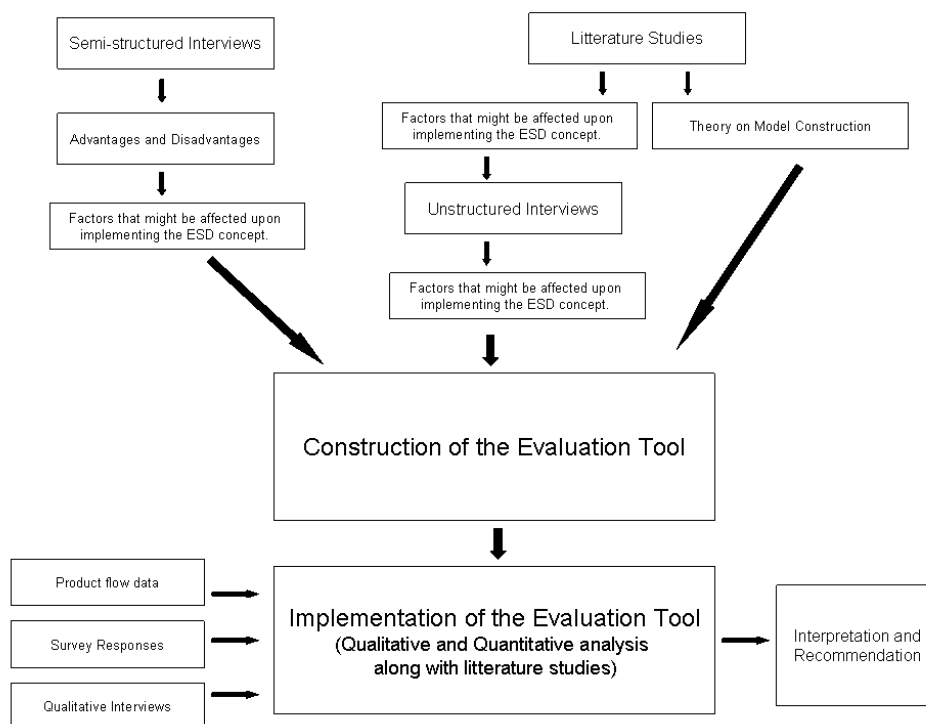 Semi-structured Interviews
Litterature Studies
Advantages and Disadvantages
Factors that might be affected upon
implementing the ESD concept.
Theory on Model Construction
Unstructured Interviews
Factors that might be affected upon
implementing the ESD concept.
Factors that might be affected upon
implementing the ESD concept.
Construction of the Evaluation Tool
Product flow data
Survey Responses
Qualitative Interviews
Implementation of the Evaluation Tool
(Qualitative and Quantitative analysis
along with litterature studies)
Interpretation and
Recommendation